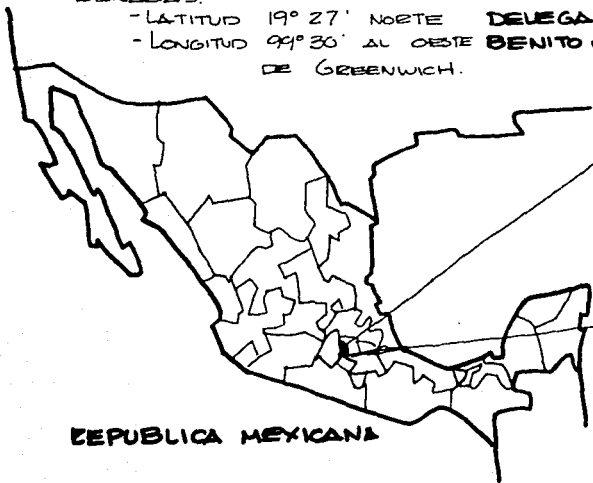 - LATITUD 19° 27' NORTE DELEGA
- LONGITUD 99° 30' AL OESTE BENITO
DE GREENWICH.
REPUBLICA MEXICANA